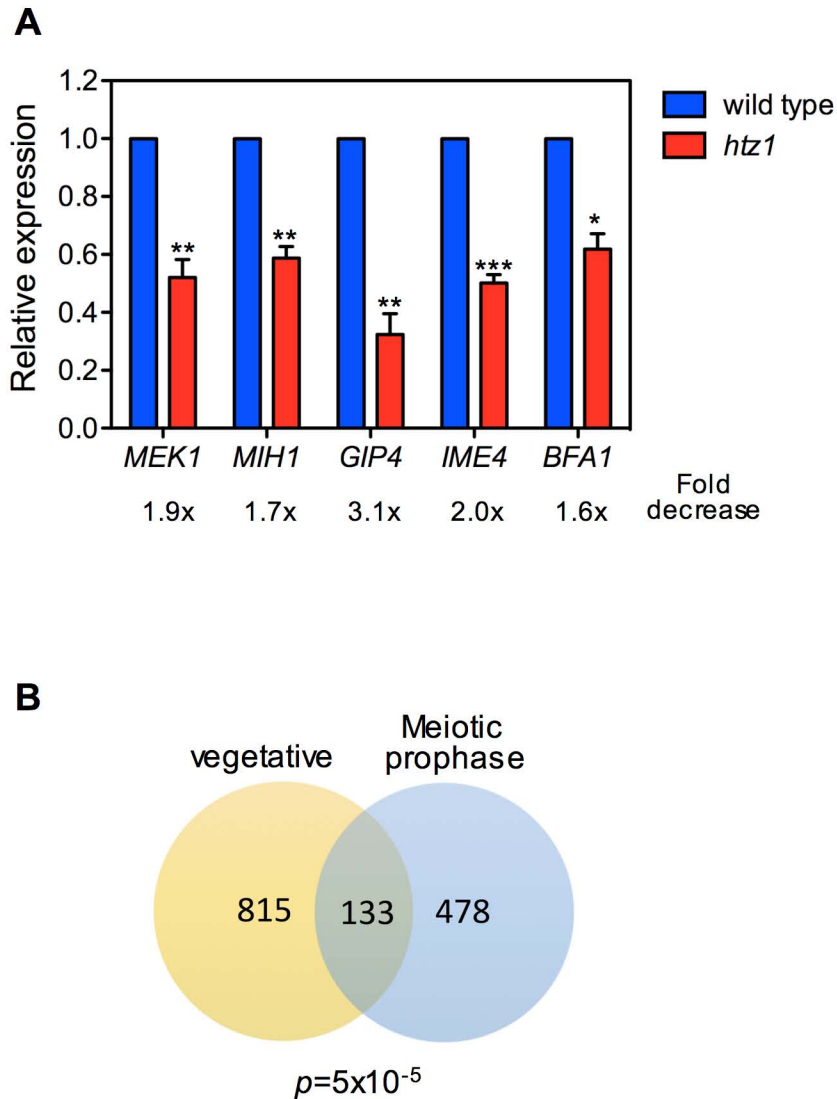 A
1.2
1.0
0.8
0.6
0.4
0.2
0.0
Relative expression
wild type
htz1
**
**
**
***
*
MEK1 MIH1 GIP4 IME4 BFA1
1.9x 1.7x 3.1x 2.0x 1.6x
Fold
decrease
B
vegetative
Meiotic
prophase
815 133 478
p=5x10⁻⁵